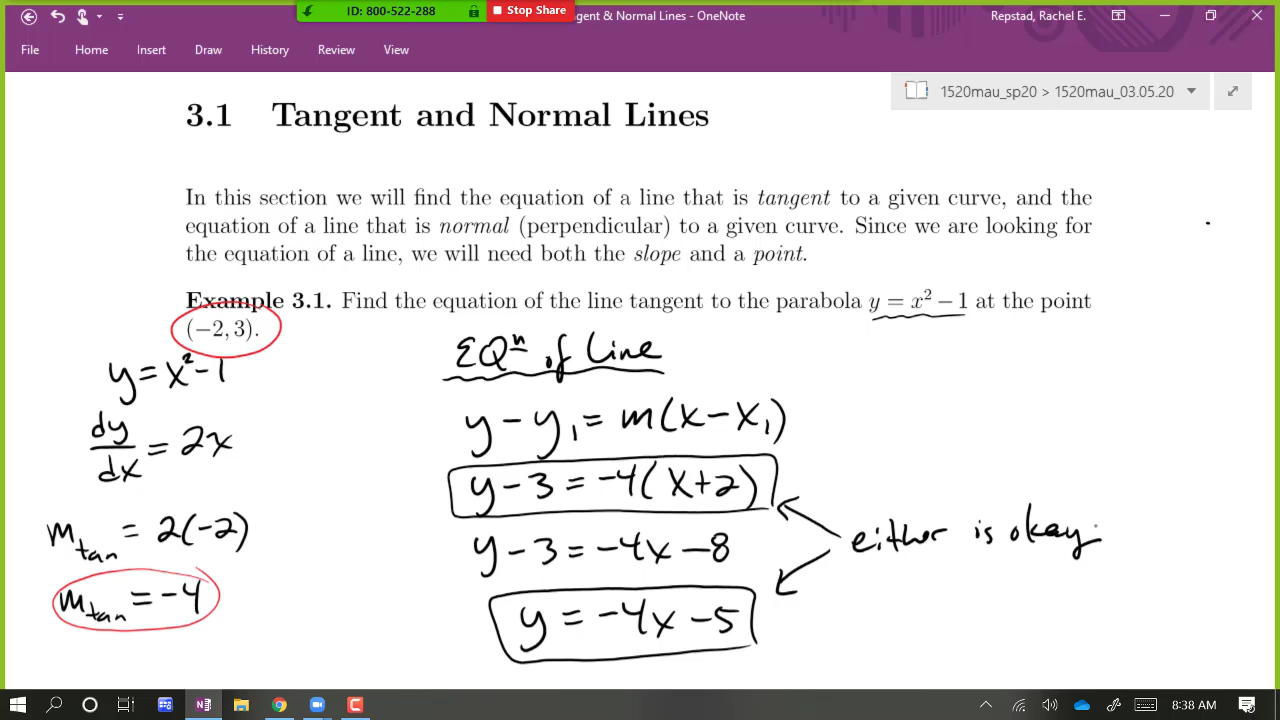 ID: 800-522-288
Stop Share
gent & Normal Lines - OneNote
Repstad, Rachel E.
File Home Insert Draw History Review View
1520mau_sp20 > 1520mau_03.05.20
3.1 Tangent and Normal Lines
In this section we will find the equation of a line that is tangent to a given curve, and the
equation of a line that is normal (perpendicular) to a given curve. Since we are looking for
the equation of a line, we will need both the slope and a point.
Example 3.1. Find the equation of the line tangent to the parabola y = x² − 1 at the point
(−2, 3).
y = x² - 1
dy/dx = 2x
m_tan = 2(-2)
m_tan = -4
EQⁿ of Line
y - y₁ = m(x - x₁)
y - 3 = -4(x+2)
y - 3 = -4x - 8
y = -4x - 5
either is okay
8:38 AM